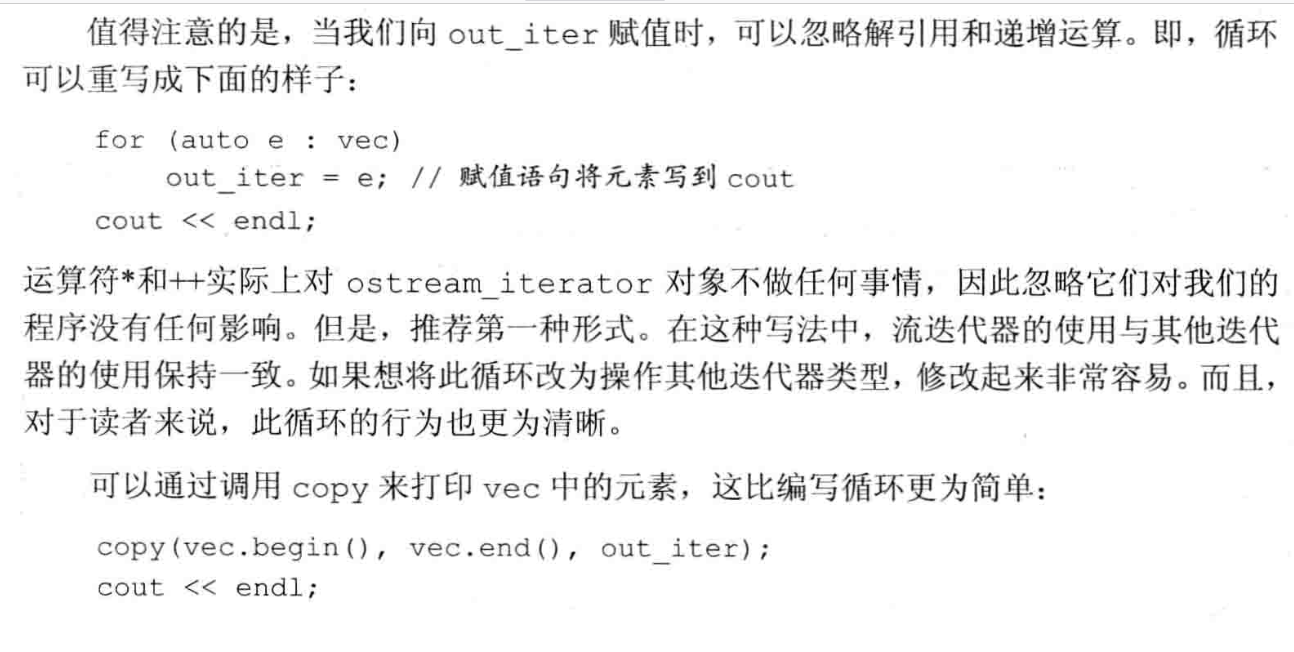 值得注意的是，当我们向 out_iter 赋值时，可以忽略解引用和递增运算。即，循环
可以重写成下面的样子：
for (auto e : vec)
out_iter = e; // 赋值语句将元素写到 cout
cout << endl;
运算符*和++实际上对 ostream_iterator 对象不做任何事情，因此忽略它们对我们的
程序没有任何影响。但是，推荐第一种形式。在这种写法中，流迭代器的使用与其他迭代
器的使用保持一致。如果想将此循环改为操作其他迭代器类型，修改起来非常容易。而且，
对于读者来说，此循环的行为也更为清晰。
可以通过调用 copy 来打印 vec 中的元素，这比编写循环更为简单：
copy(vec.begin(), vec.end(), out_iter);
cout << endl;